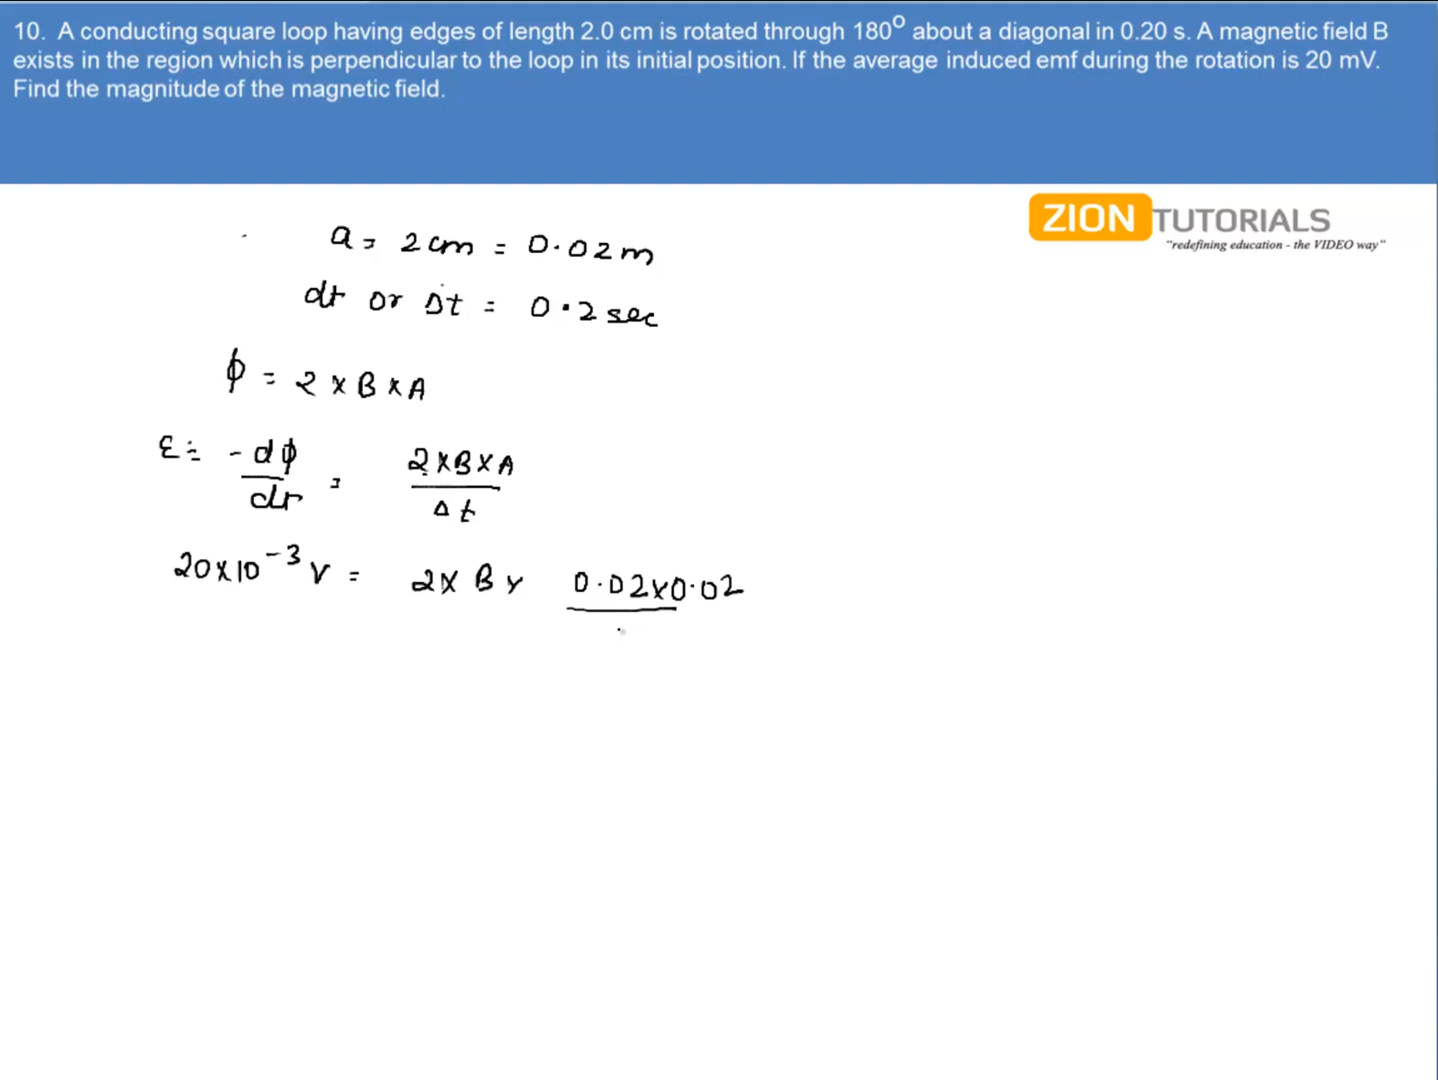 10. A conducting square loop having edges of length 2.0 cm is rotated through 180° about a diagonal in 0.20 s. A magnetic field B
exists in the region which is perpendicular to the loop in its initial position. If the average induced emf during the rotation is 20 mV.
Find the magnitude of the magnetic field.
ZION TUTORIALS
"redefining education - the VIDEO way"
a = 2 cm = 0.02 m
dt or Δt = 0.2 sec
ϕ = 2 × B × A
ε = -dϕ/dt = 2×B×A/Δt
20×10⁻³ V = 2× B × 0.02×0.02